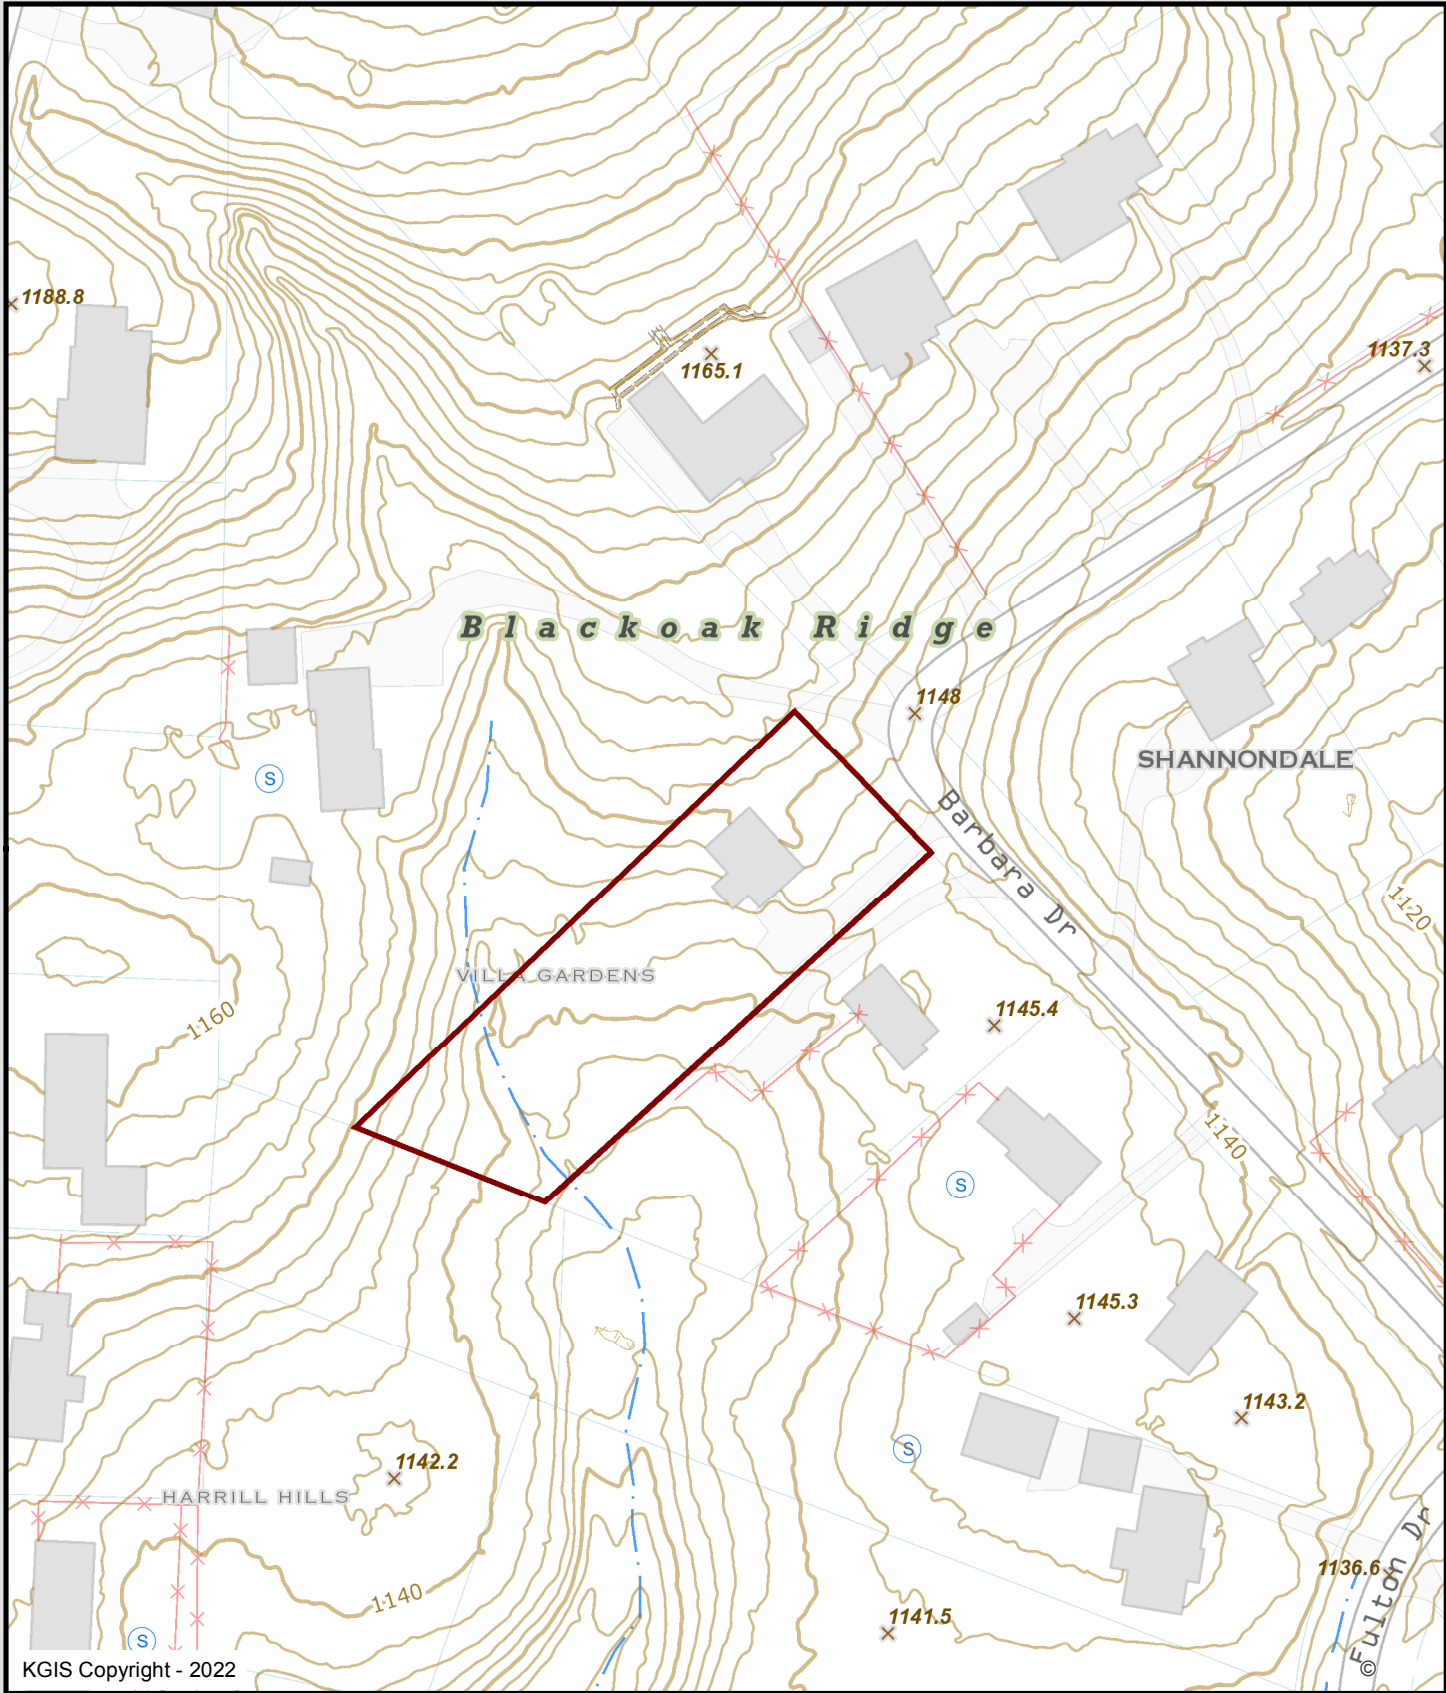 1188.8
1165.1
1137.3
Blackoak Ridge
1148
SHANNONDALE
S
Barbara Dr
1120
VILLA GARDENS
1160
1145.4
1140
S
1145.3
1143.2
S
1142.2
HARRILL HILLS
1140
1136.6
Fulton Dr
1141.5
S
KGIS Copyright - 2022
©